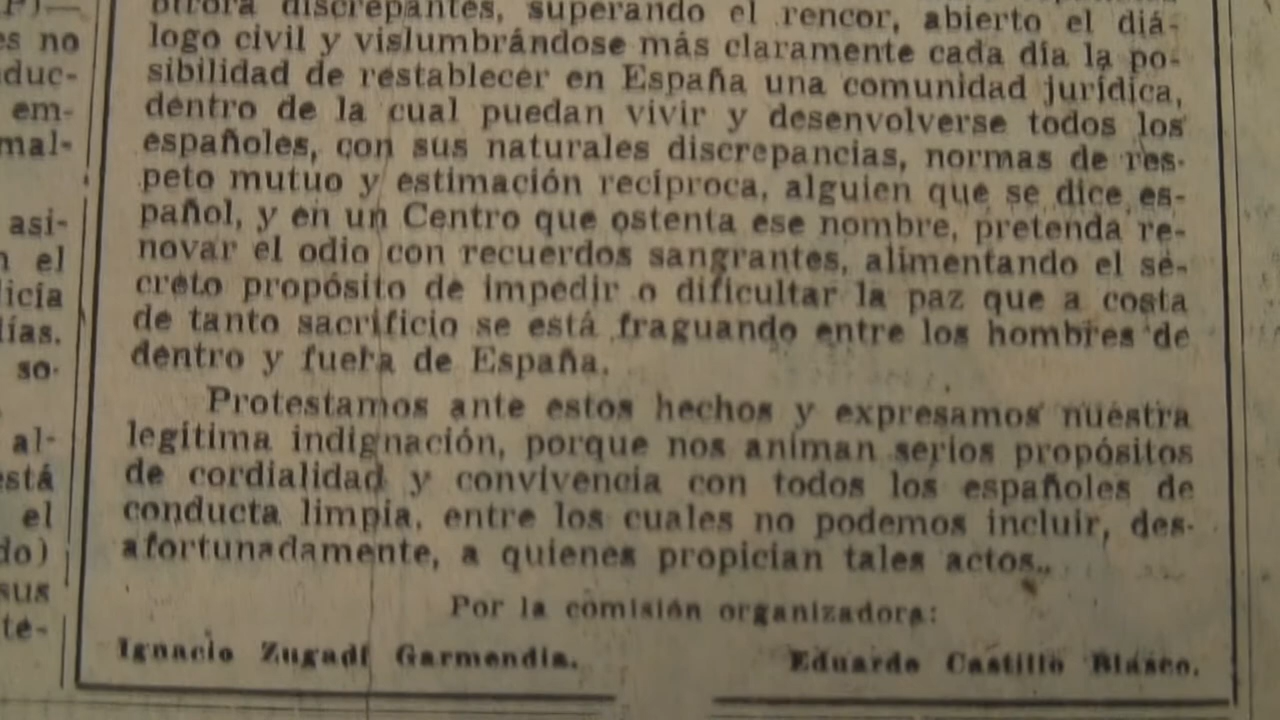 P)—
es no
duc-
em-
mal-
asi-
n el
licía
días.
so-
al-
está
el
do)
sus
te-
otrora discrepantes, superando el rencor, abierto el diá-
logo civil y vislumbrándose más claramente cada día la po-
sibilidad de restablecer en España una comunidad jurídica,
dentro de la cual puedan vivir y desenvolverse todos los
españoles, con sus naturales discrepancias, normas de res-
peto mutuo y estimación recíproca, alguien que se dice es-
pañol, y en un Centro que ostenta ese nombre, pretenda re-
novar el odio con recuerdos sangrantes, alimentando el se-
creto propósito de impedir o dificultar la paz que a costa
de tanto sacrificio se está fraguando entre los hombres de
dentro y fuera de España.
Protestamos ante estos hechos y expresamos nuestra
legítima indignación, porque nos animan serios propósitos
de cordialidad y convivencia con todos los españoles de
conducta limpia, entre los cuales no podemos incluir, des-
afortunadamente, a quienes propician tales actos..
Por la comisión organizadora:
Ignacio Zugadi Garmendia.
Eduardo Castillo Blasco.